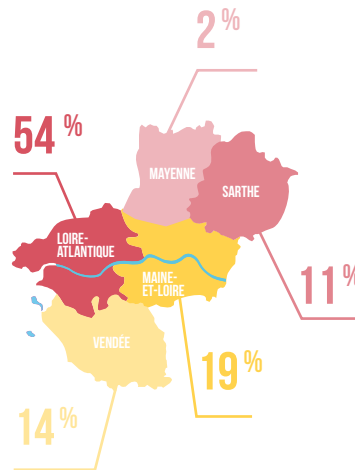 2 %
54 %
MAYENNE
SARTHE
LOIRE-
ATLANTIQUE
MAINE-
ET-LOIRE
11 %
VENDÉE
19 %
14 %